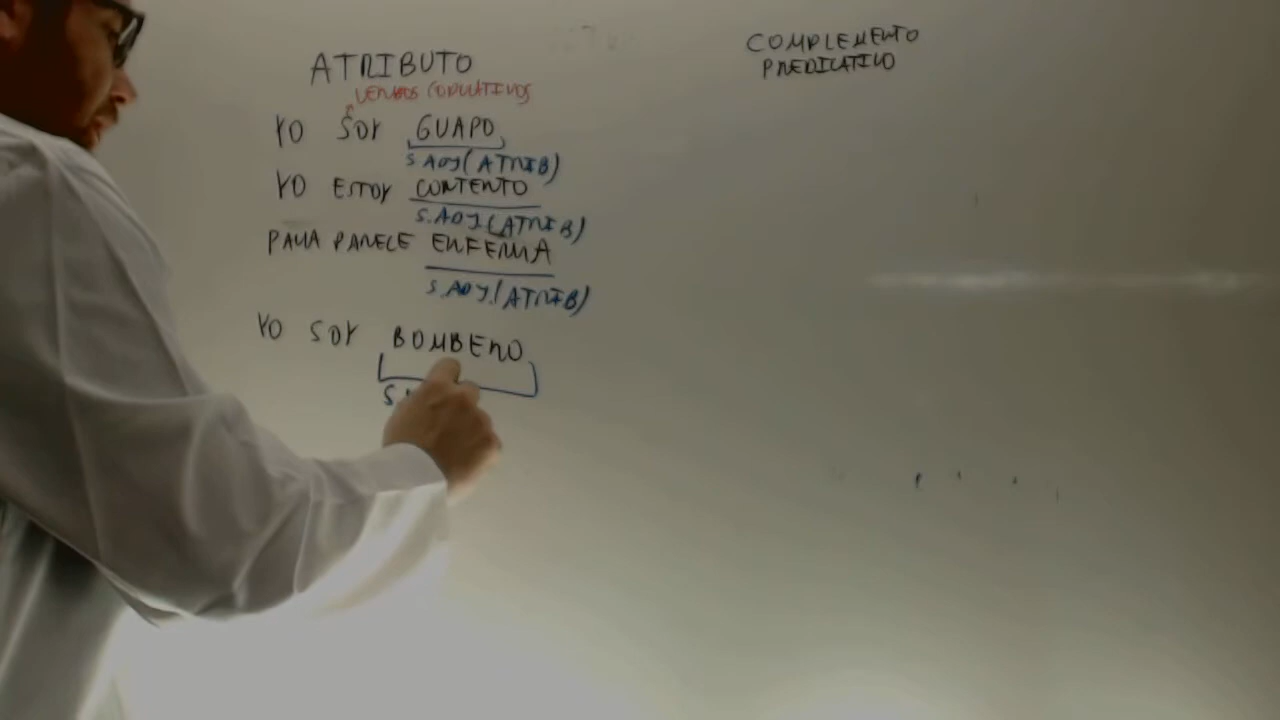 ATRIBUTO
VERBOS COPULATIVOS
YO SOY GUAPO
S.ADJ(ATRIB)
YO ESTOY CONTENTO
S.ADJ.(ATRIB)
PAULA PARECE ENFERMA
S.ADJ.(ATRIB)
YO SOY BOMBERO
S.
COMPLEMENTO
PREDICATIVO